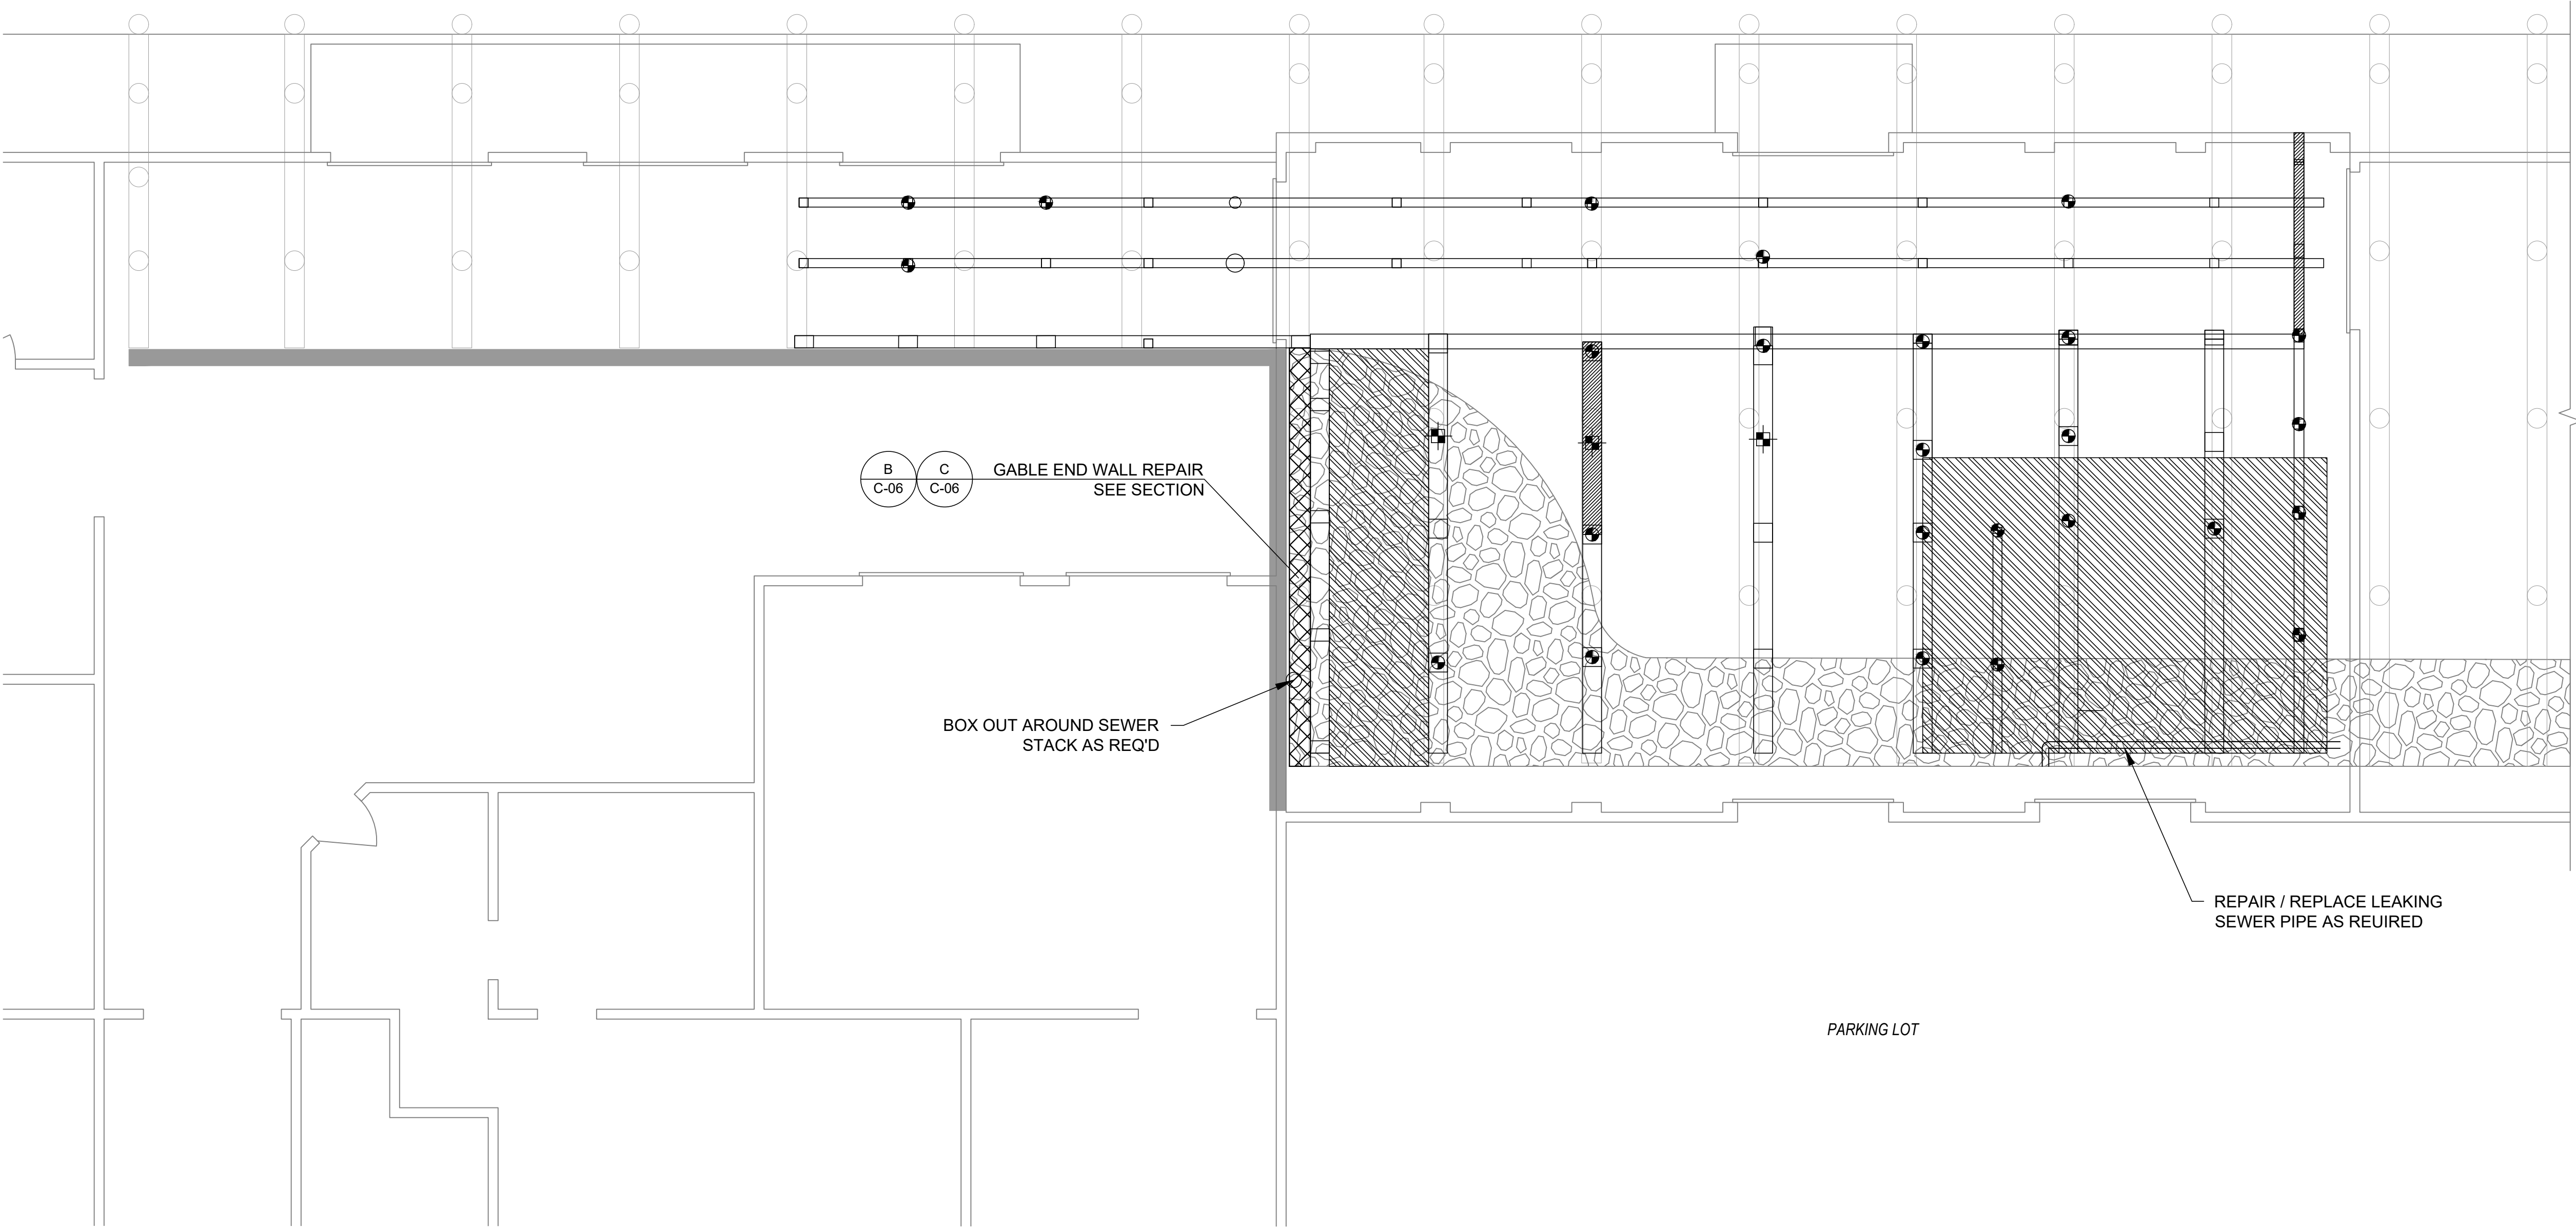 B
C-06
C
C-06
GABLE END WALL REPAIR
SEE SECTION
BOX OUT AROUND SEWER
STACK AS REQ'D
REPAIR / REPLACE LEAKING
SEWER PIPE AS REUIRED
PARKING LOT